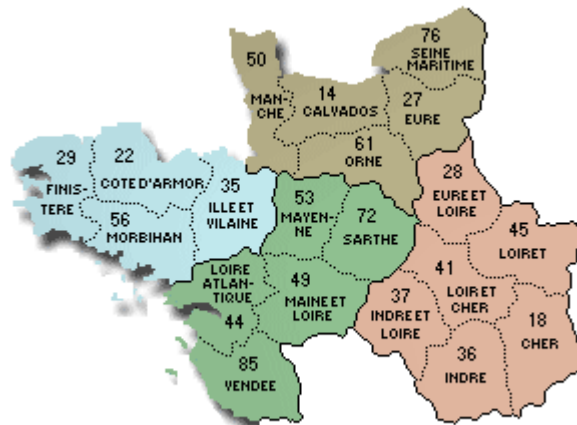 76
SEINE
MARITIME
50
MAN-
CHE
14
CALVADOS
27
EURE
61
ORNE
29
FINIS-
TERE
22
COTE D'ARMOR
35
ILLE ET
VILAINE
56
MORBIHAN
53
MAYEN-
NE
72
SARTHE
28
EURE ET
LOIRE
45
LOIRET
41
LOIR ET
CHER
LOIRE
ATLAN-
TIQUE
44
49
MAINE ET
LOIRE
37
INDRE ET
LOIRE
18
CHER
36
INDRE
85
VENDEE